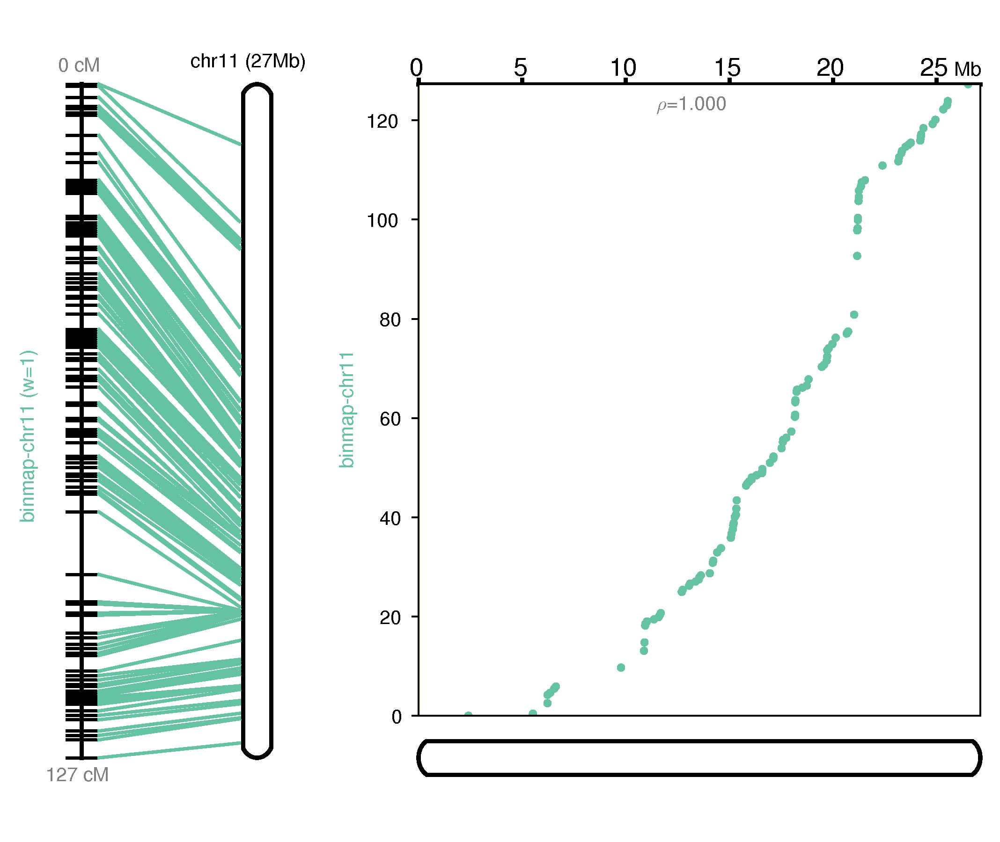 0 cM
chr11 (27Mb)
binmap-chr11 (w=1)
127 cM
0 5 10 15 20 25 Mb
ρ=1.000
binmap-chr11
120
100
80
60
40
20
0